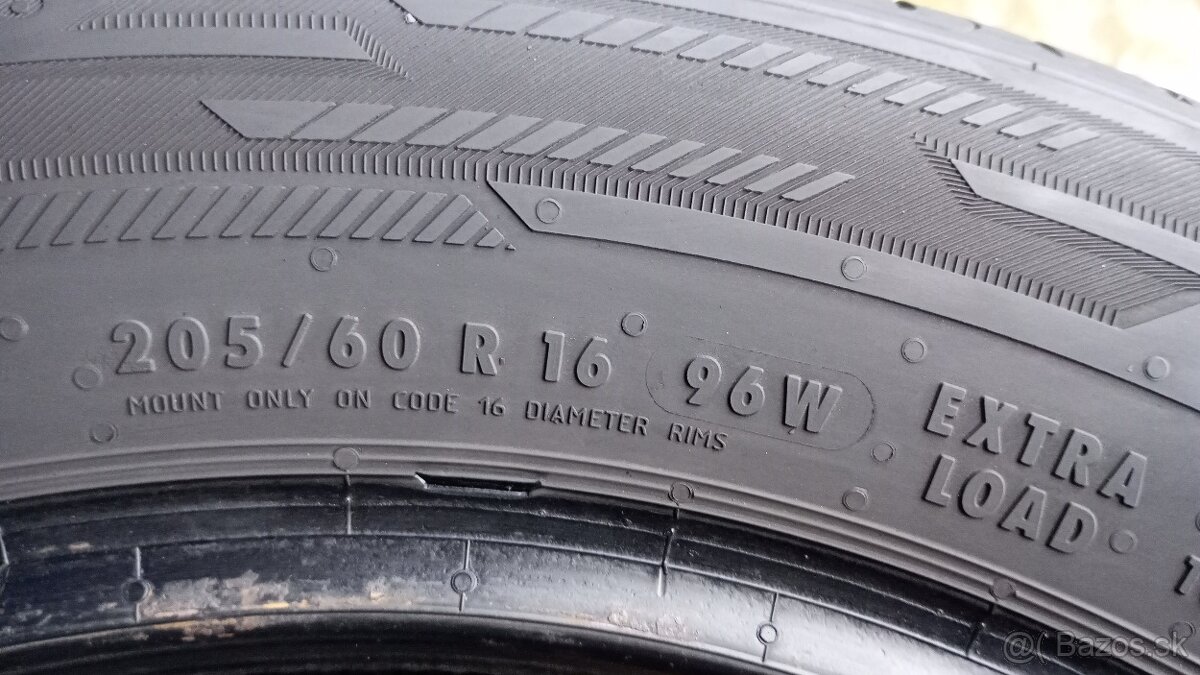 205/60 R 16 96W
MOUNT ONLY ON CODE 16 DIAMETER RIMS
EXTRA
LOAD
@( Bazos.sk